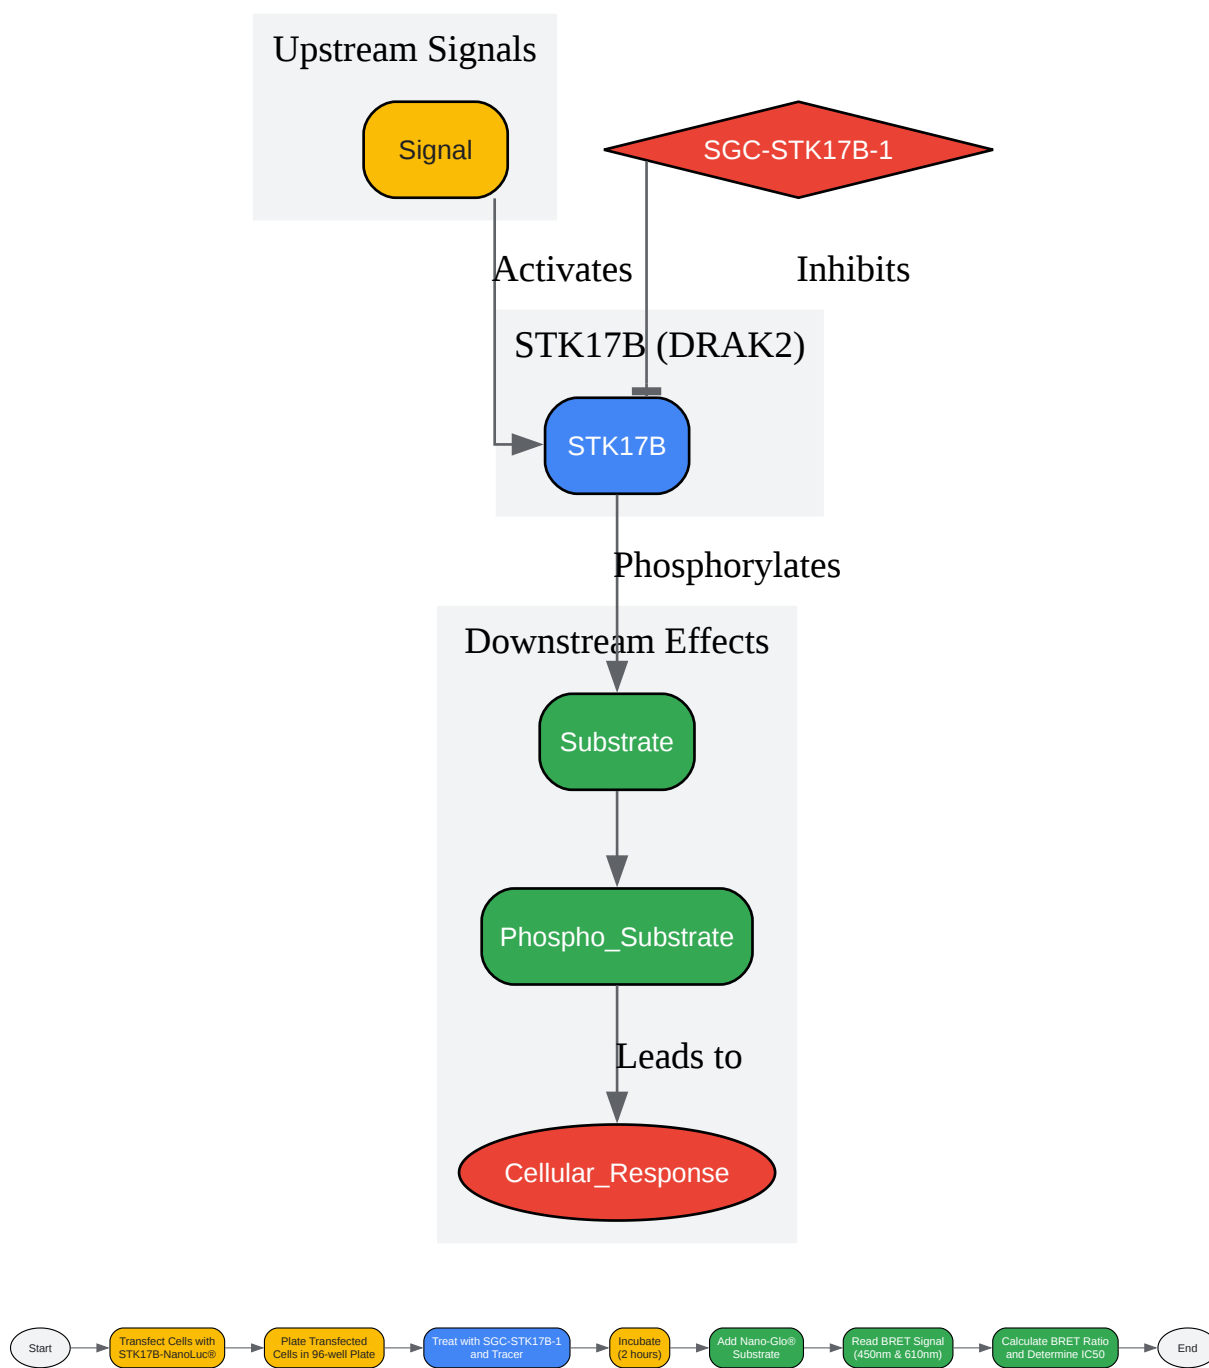 Upstream Signals
Signal
SGC-STK17B-1
Activates
Inhibits
STK17B (DRAK2)
STK17B
Phosphorylates
Downstream Effects
Substrate
Phospho_Substrate
Leads to
Cellular_Response
Start
Transfect Cells with
STK17B-NanoLuc®
Plate Transfected
Cells in 96-well Plate
Treat with SGC-STK17B-1
and Tracer
Incubate
(2 hours)
Add Nano-Glo®
Substrate
Read BRET Signal
(450nm & 610nm)
Calculate BRET Ratio
and Determine IC50
End